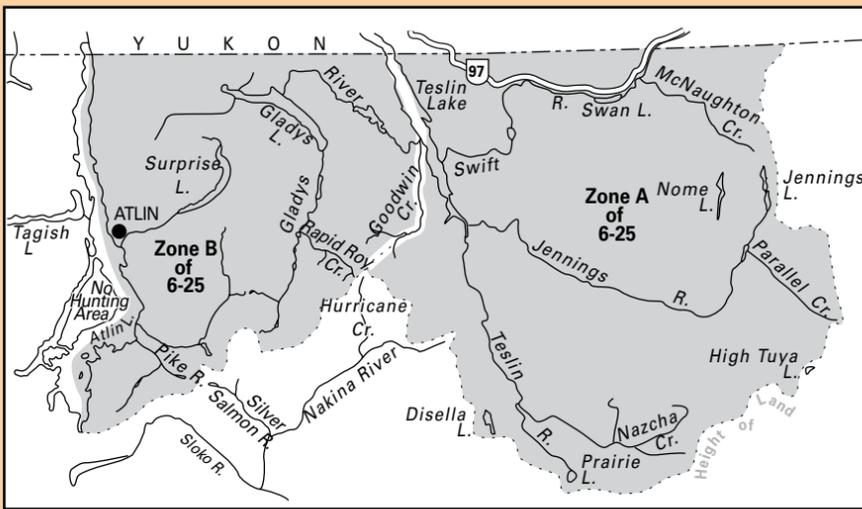 Y U K O N
97
River
Teslin
Lake
McNaughton
Cr.
R.
Swan L.
Gladys
L.
Surprise
L.
Swift
Goodwin
Cr.
Gladys
Zone A
of
6-25
Nome
L.
Jennings
L.
ATLIN
Tagish
L
Zone B
of
6-25
Rapid Roy
Cr.
Jennings
R.
Parallel Cr.
No
Hunting
Area
Atlin L.
Hurricane
Cr.
Pike R.
Teslin
R.
High Tuya
L.
Silver
Salmon R.
Nakina River
Disella
L.
Sloko R.
Nazcha
Cr.
Prairie
L.
Height of Land